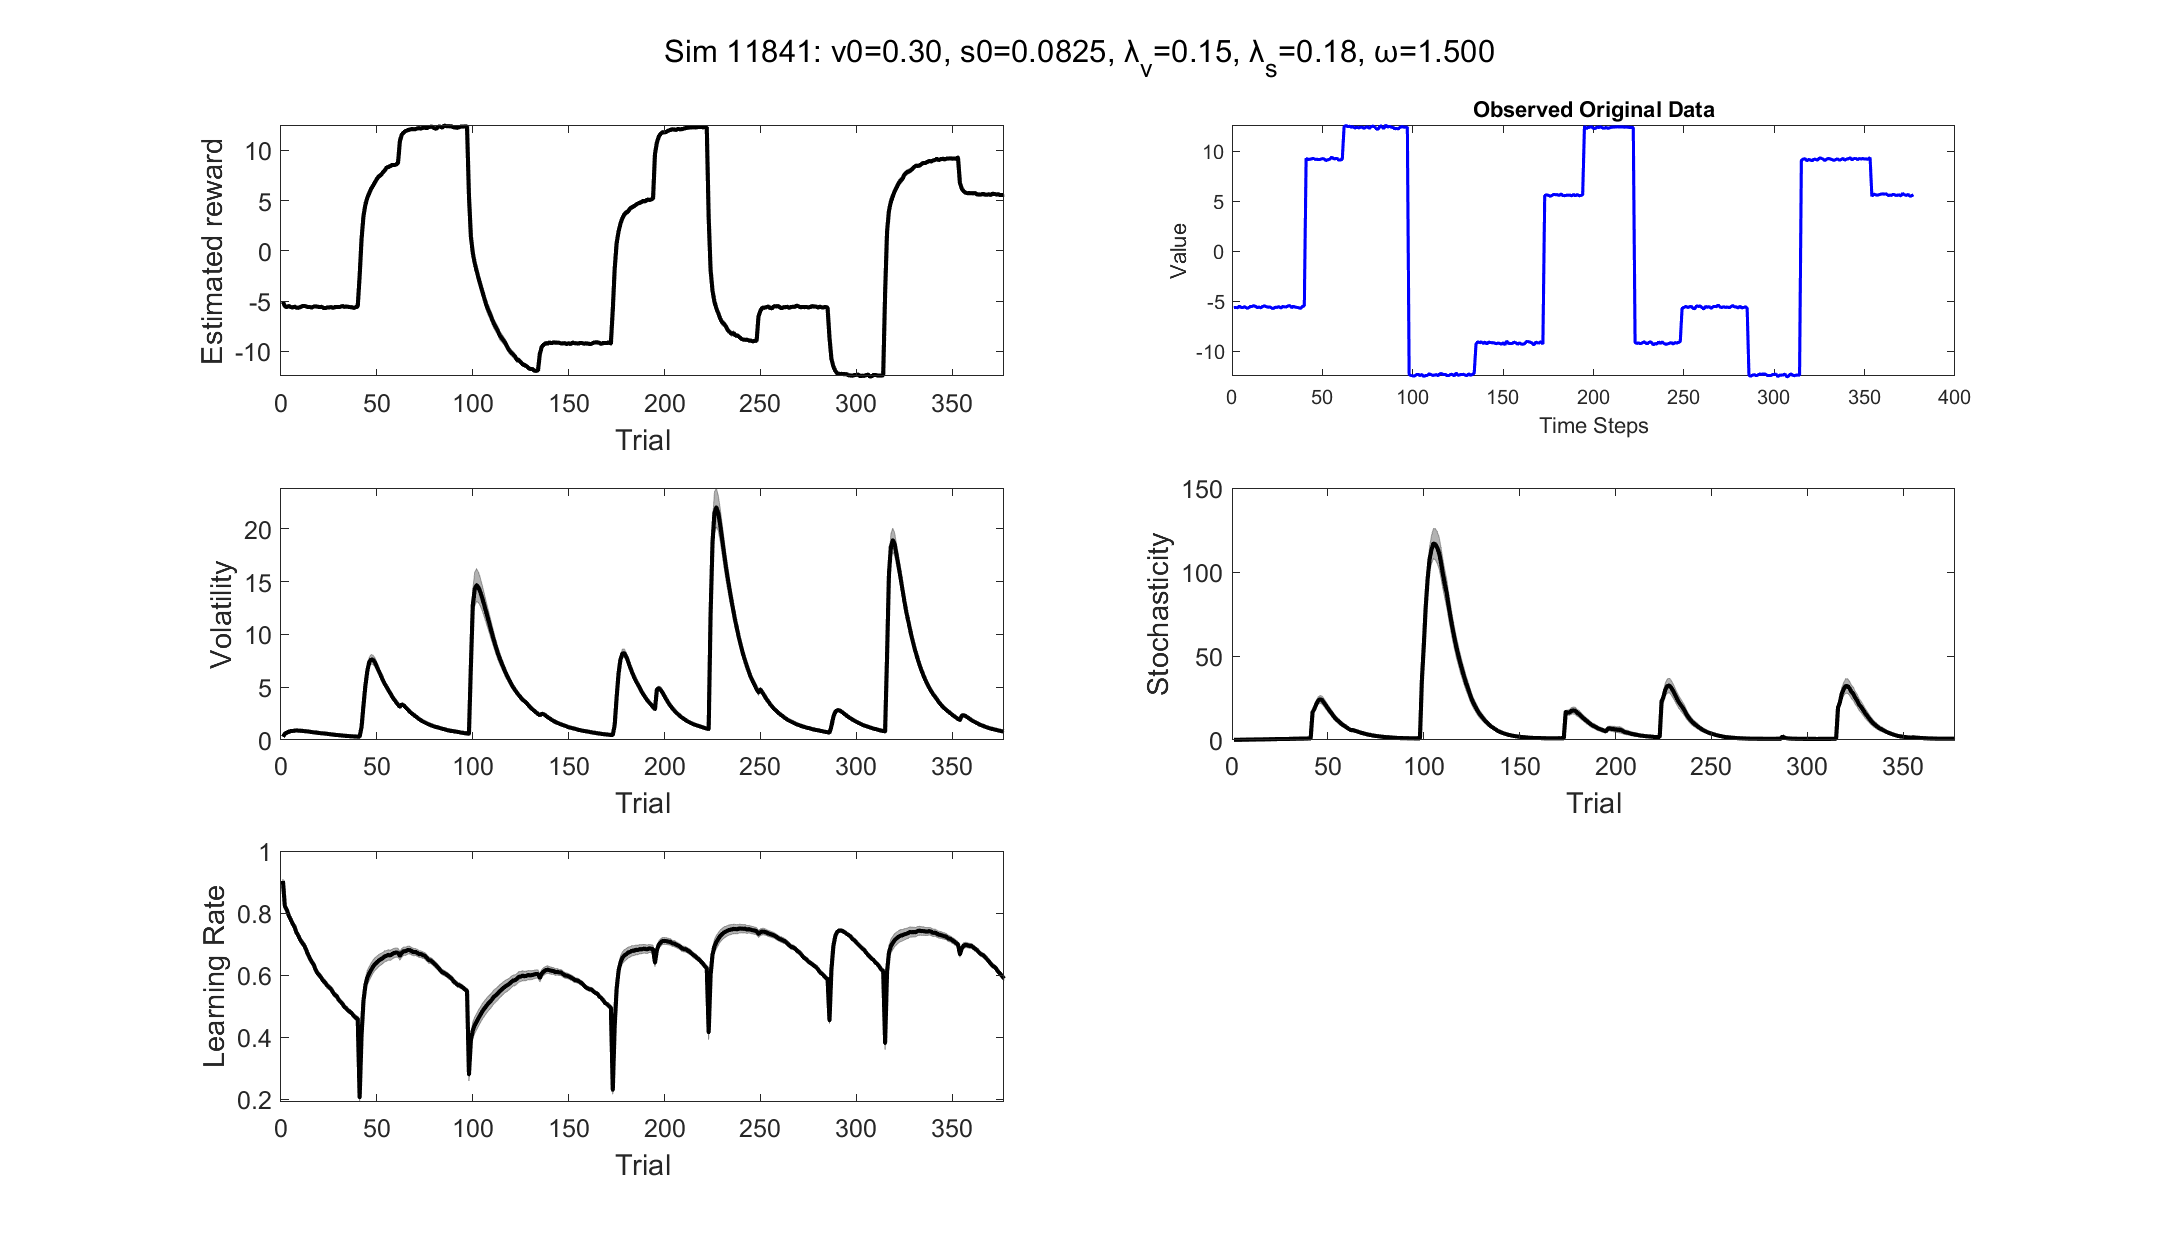 Sim 11841: v0=0.30, s0=0.0825, λv=0.15, λs=0.18, ω=1.500
Estimated reward
10
5
0
-5
-10
0 50 100 150 200 250 300 350
Trial
Observed Original Data
Value
10
5
0
-5
-10
0 50 100 150 200 250 300 350 400
Time Steps
Volatility
20
15
10
5
0
0 50 100 150 200 250 300 350
Trial
Stochasticity
150
100
50
0
0 50 100 150 200 250 300 350
Trial
Learning Rate
1
0.8
0.6
0.4
0.2
0 50 100 150 200 250 300 350
Trial